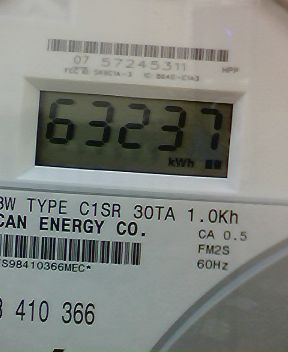 07 57245311
HPP
63237
kWh
3W TYPE C1SR 30TA 1.0Kh
CAN ENERGY CO.
CA 0.5
FM2S
60Hz
S98410366MEC*
410 366